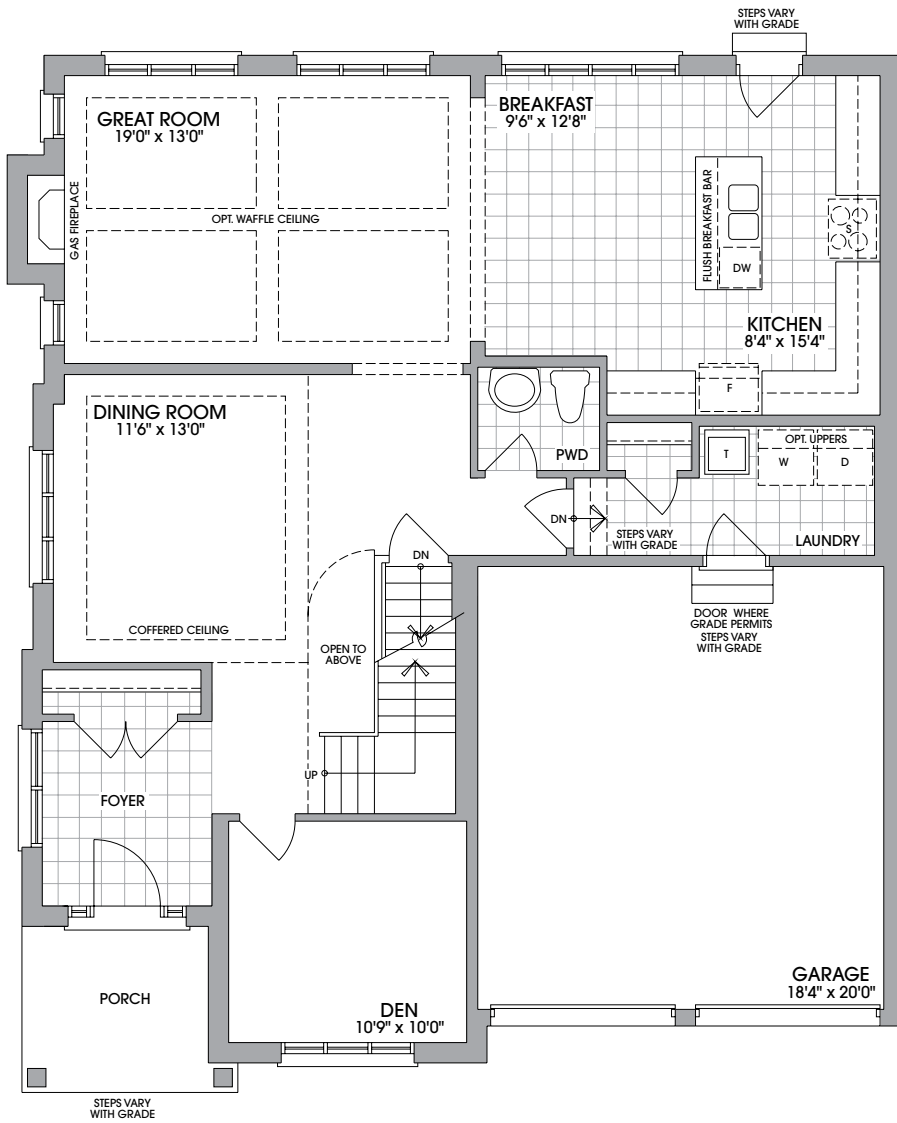 STEPS VARY
WITH GRADE
GREAT ROOM
19'0" x 13'0"
BREAKFAST
9'6" x 12'8"
GAS FIREPLACE
OPT. WAFFLE CEILING
FLUSH BREAKFAST BAR
S
DW
KITCHEN
8'4" x 15'4"
F
DINING ROOM
11'6" x 13'0"
PWD
T
OPT. UPPERS
W
D
DN
STEPS VARY
WITH GRADE
LAUNDRY
DN
COFFERED CEILING
OPEN TO
ABOVE
DOOR WHERE
GRADE PERMITS
STEPS VARY
WITH GRADE
UP
FOYER
PORCH
DEN
10'9" x 10'0"
GARAGE
18'4" x 20'0"
STEPS VARY
WITH GRADE